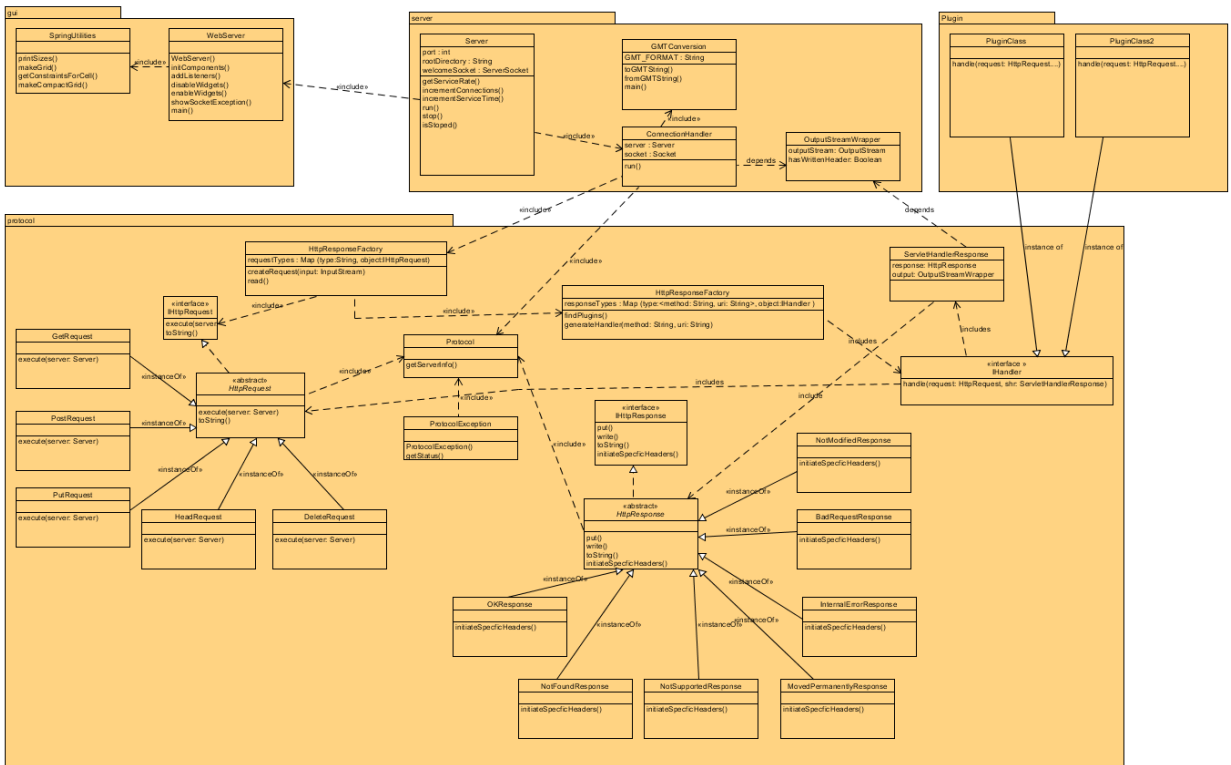 gui
SpringUtilities
printSizes()
makeGrid()
getConstraintsForCell()
makeCompactGrid()
«include»
WebServer
WebServer()
initComponents()
addListeners()
disableWidgets()
enableWidgets()
showSocketException()
main()
«include»
server
Server
port : int
rootDirectory : String
welcomeSocket : ServerSocket
getServiceRate()
incrementConnections()
incrementServiceTime()
run()
stop()
isStoped()
«include»
GMTConversion
GMT_FORMAT : String
toGMTString()
fromGMTString()
main()
«include»
ConnectionHandler
server : Server
socket : Socket
run()
depends
OutputStreamWrapper
outputStream: OutputStream
hasWrittenHeader: Boolean
Plugin
PluginClass
handle(request: HttpRequest...)
PluginClass2
handle(request: HttpRequest...)
«include»
«include»
depends
instance of
instance of
protocol
HttpResponseFactory
requestTypes : Map (type:String, object:IHttpRequest)
createRequest(input: InputStream)
read()
«include»
«include»
HttpResponseFactory
responseTypes : Map (type:<method: String, uri: String>, object:IHandler )
findPlugins()
generateHandler(method: String, uri: String)
includes
ServletHandlerResponse
response: HttpResponse
output: OutputStreamWrapper
includes
include
«interface »
IHandler
handle(request: HttpRequest, shr: ServletHandlerResponse)
includes
«interface »
IHttpRequest
execute(server
toString()
GetRequest
execute(server: Server)
«instanceOf»
«abstract»
HttpRequest
execute(server: Server)
toString()
«include»
Protocol
getServerInfo()
«include»
ProtocolException
ProtocolException()
getStatus()
«include»
PostRequest
execute(server: Server)
«instanceOf»
PutRequest
execute(server: Server)
«instanceOf»
HeadRequest
execute(server: Server)
«instanceOf»
DeleteRequest
execute(server: Server)
«instanceOf»
«interface»
IHttpResponse
put()
write()
toString()
initiateSpecificHeaders()
«abstract»
HttpResponse
put()
write()
toString()
initiateSpecficHeaders()
NotModifiedResponse
initiateSpecficHeaders()
«instanceOf»
BadRequestResponse
initiateSpecficHeaders()
«instanceOf»
InternalErrorResponse
initiateSpecficHeaders()
«instanceOf»
OKResponse
initiateSpecficHeaders()
«instanceOf»
NotFoundResponse
initiateSpecficHeaders()
«instanceOf»
NotSupportedResponse
initiateSpecficHeaders()
«instanceOf»
MovedPermanentlyResponse
initiateSpecficHeaders()
«instanceOf»